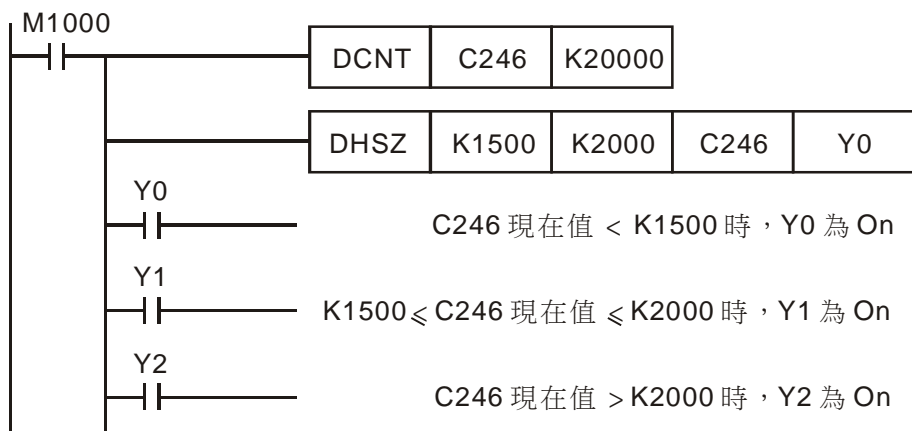 M1000
DCNT C246 K20000
DHSZ K1500 K2000 C246 Y0
Y0
C246 現在值 < K1500 時，Y0 為 On
Y1
K1500≤C246 現在值 ≤K2000 時，Y1 為 On
Y2
C246 現在值 >K2000 時，Y2 為 On